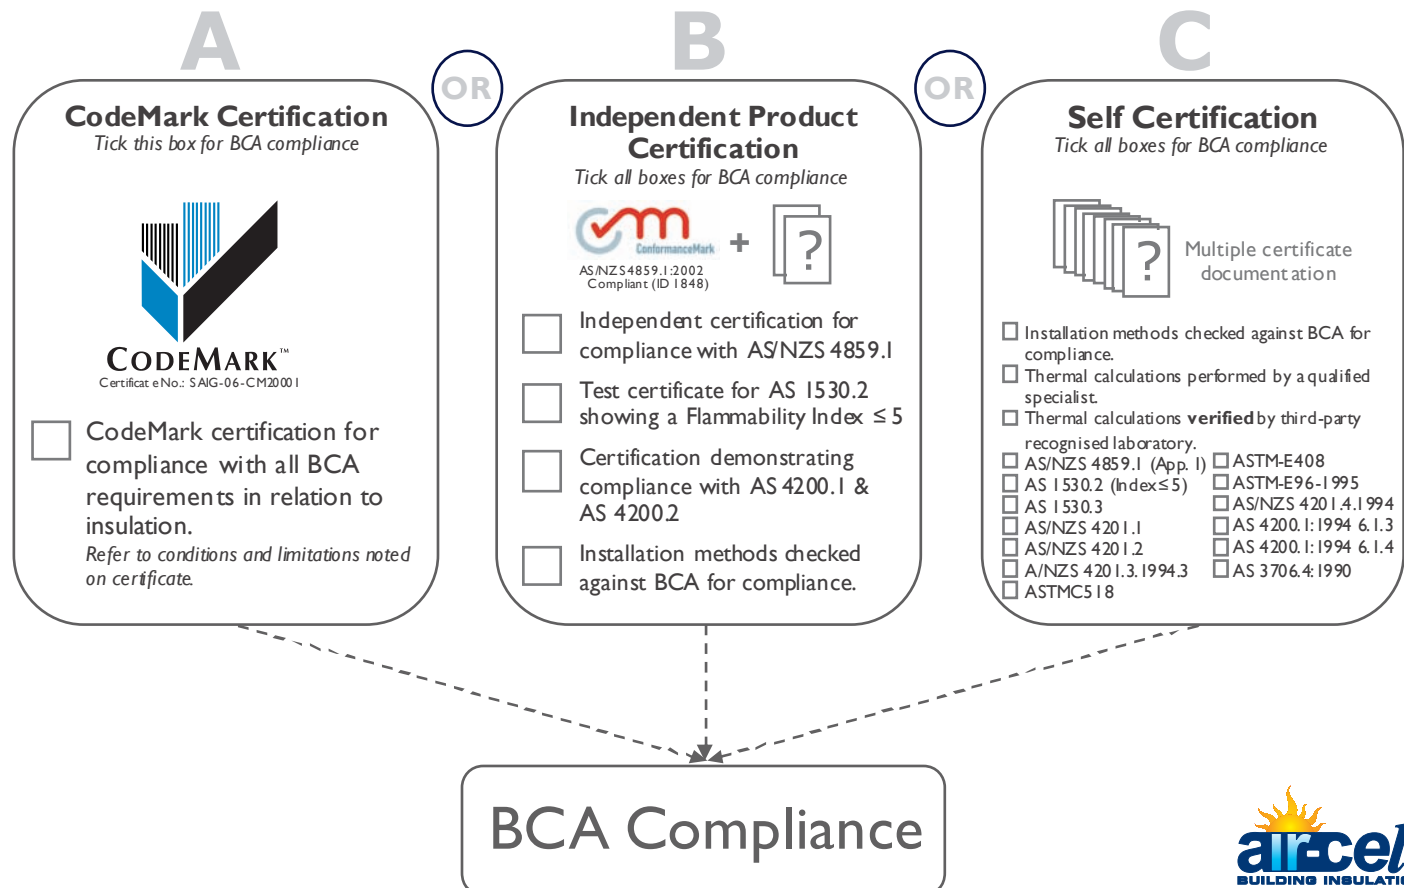 A
OR
B
OR
C
CodeMark Certification
Tick this box for BCA compliance
CODEMARK™
Certificate No.: SAIG-06-CM20001
CodeMark certification for
compliance with all BCA
requirements in relation to
insulation.
Refer to conditions and limitations noted
on certificate.
Independent Product
Certification
Tick all boxes for BCA compliance
cm
ConformanceMark
+
?
AS/NZS4859.1:2002
Compliant (ID 1848)
Independent certification for
compliance with AS/NZS 4859.1
Test certificate for AS 1530.2
showing a Flammability Index ≤ 5
Certification demonstrating
compliance with AS 4200.1 &
AS 4200.2
Installation methods checked
against BCA for compliance.
Self Certification
Tick all boxes for BCA compliance
?
Multiple certificate
documentation
Installation methods checked against BCA for
compliance.
Thermal calculations performed by a qualified
specialist.
Thermal calculations verified by third-party
recognised laboratory.
AS/NZS 4859.1 (App. 1)
AS 1530.2 (Index≤5)
AS 1530.3
AS/NZS 4201.1
AS/NZS 4201.2
A/NZS 4201.3.1994.3
ASTMC518
ASTM-E408
ASTM-E96-1995
AS/NZS 4201.4.1994
AS 4200.1:1994 6.1.3
AS 4200.1:1994 6.1.4
AS 3706.4:1990
BCA Compliance
air-cel
BUILDING INSULATIO